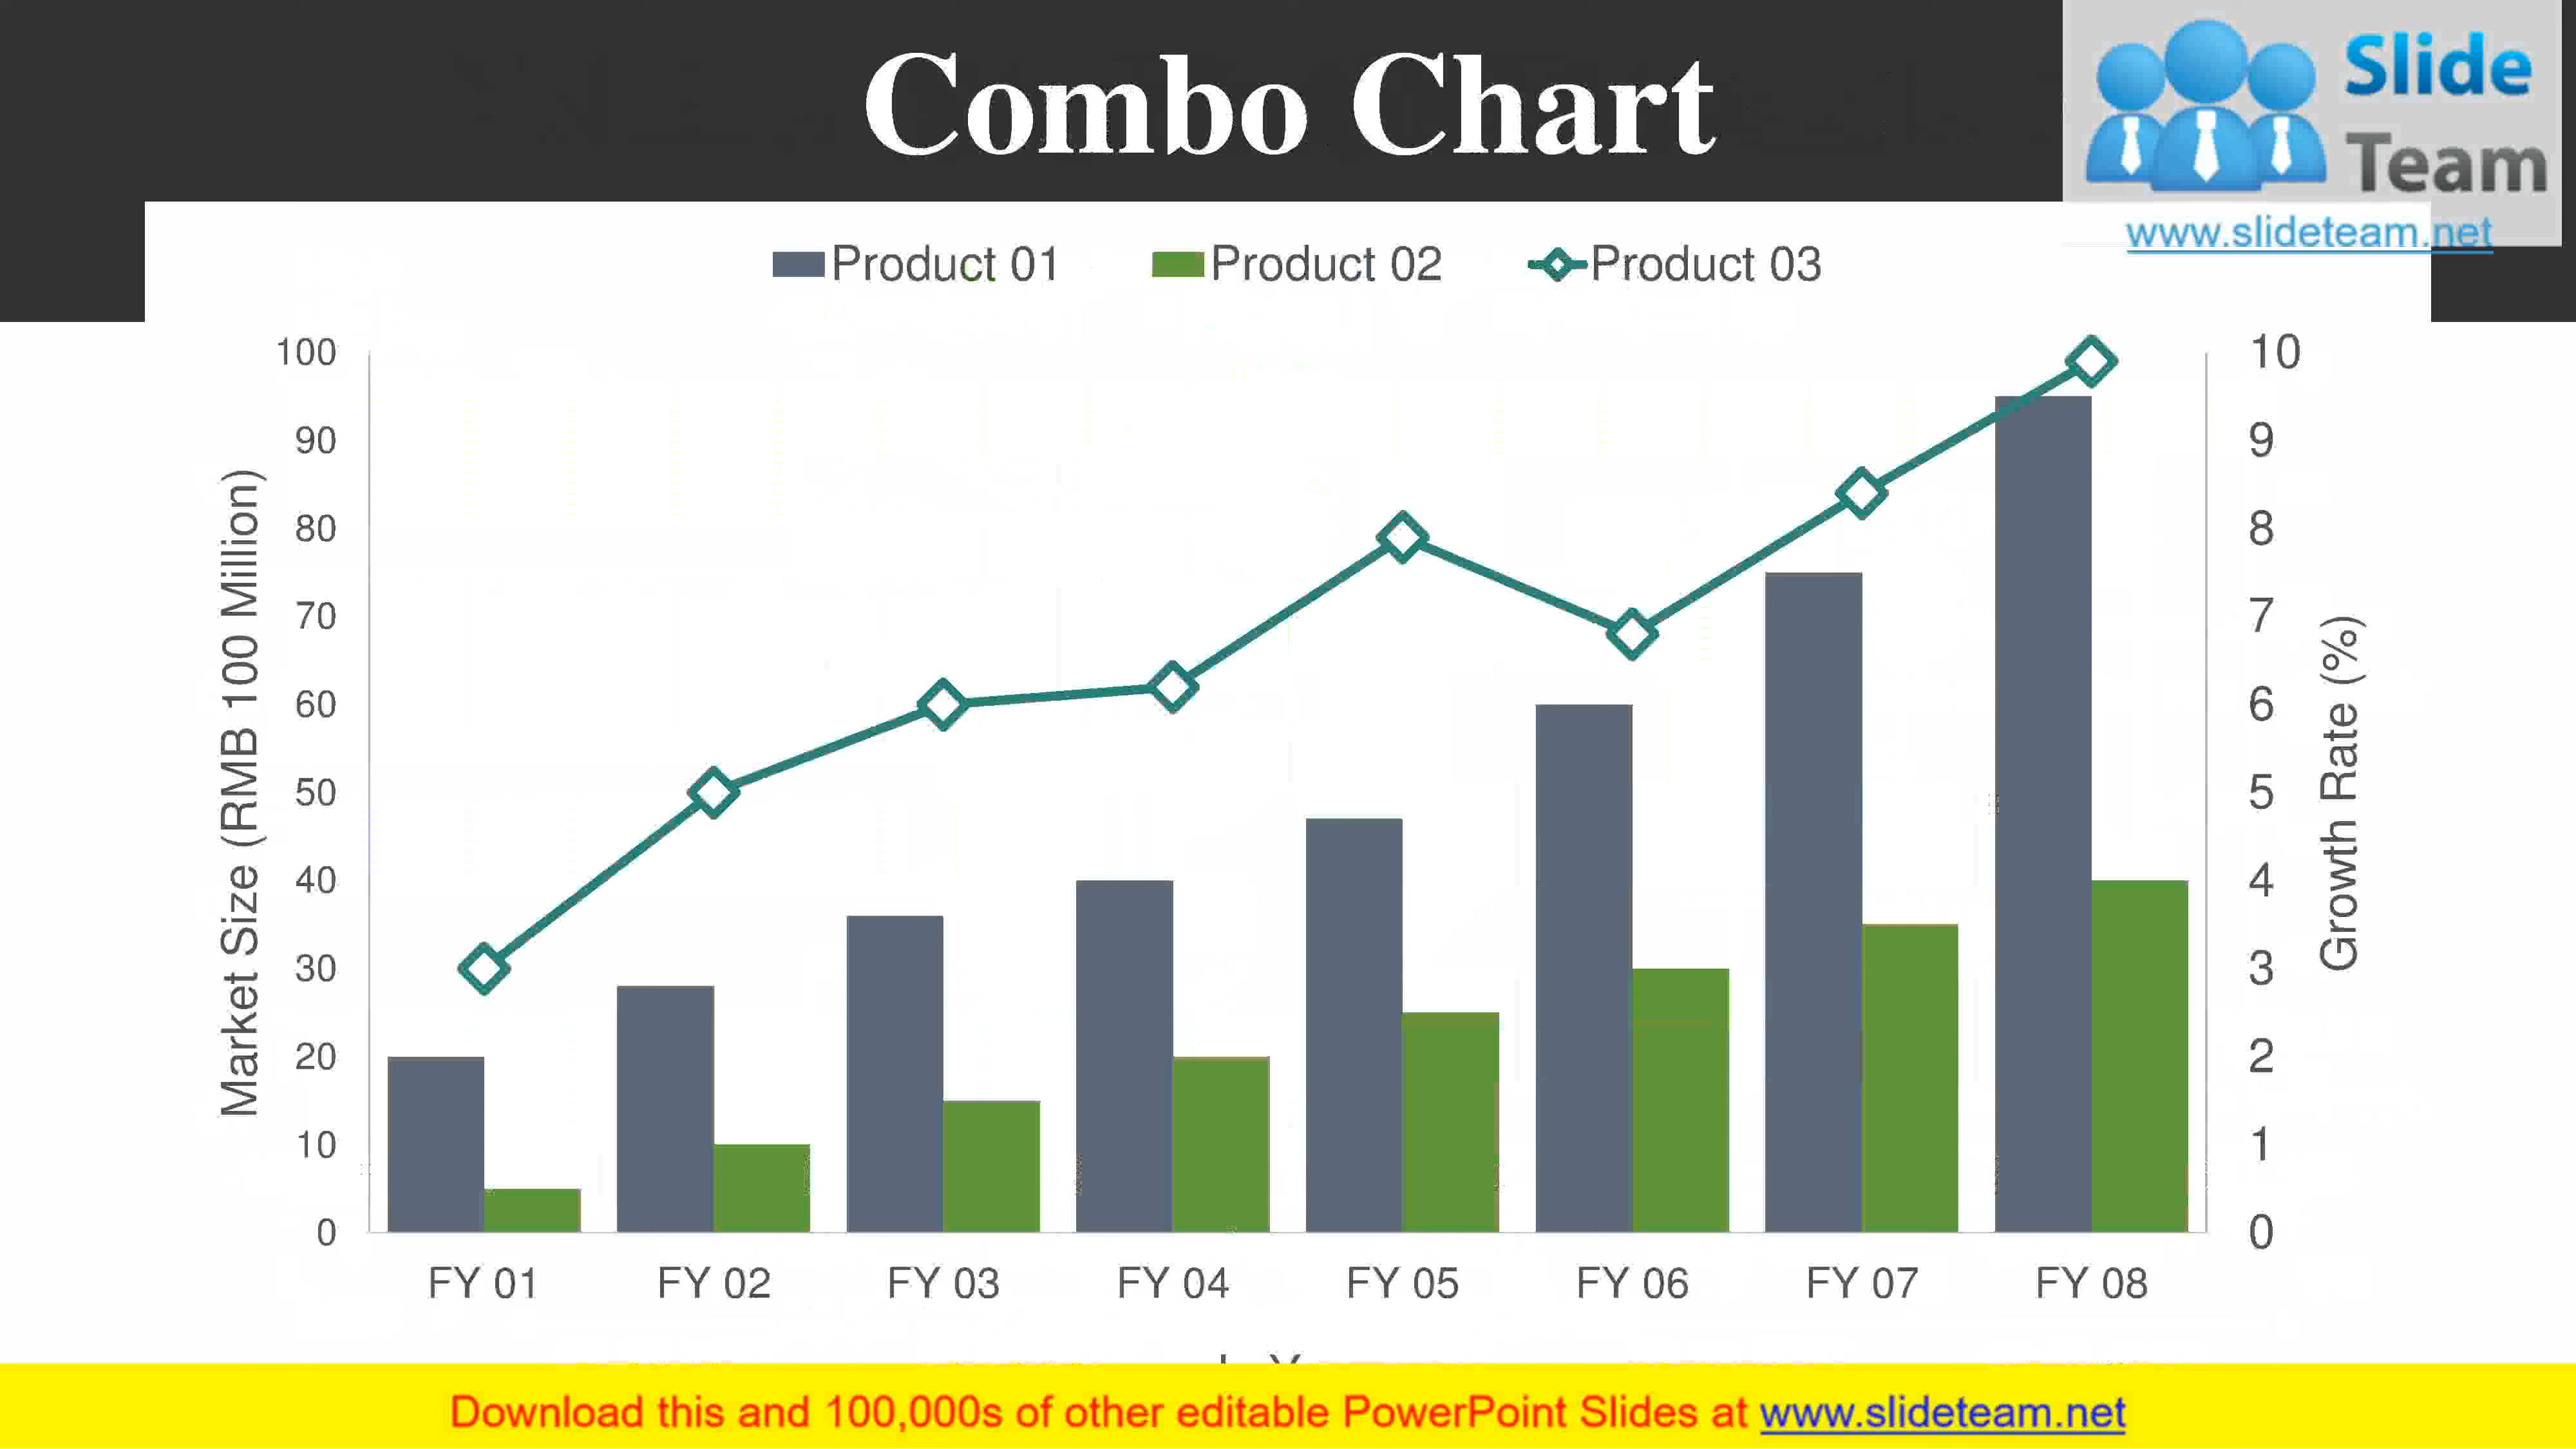 Combo Chart
Slide
Team
www.slideteam.net
Product 01
Product 02
Product 03
Market Size (RMB 100 Million)
100
90
80
70
60
50
40
30
20
10
0
10
9
8
7
6
5
4
3
2
1
0
Growth Rate (%)
FY 01
FY 02
FY 03
FY 04
FY 05
FY 06
FY 07
FY 08
Download this and 100,000s of other editable PowerPoint Slides at www.slideteam.net